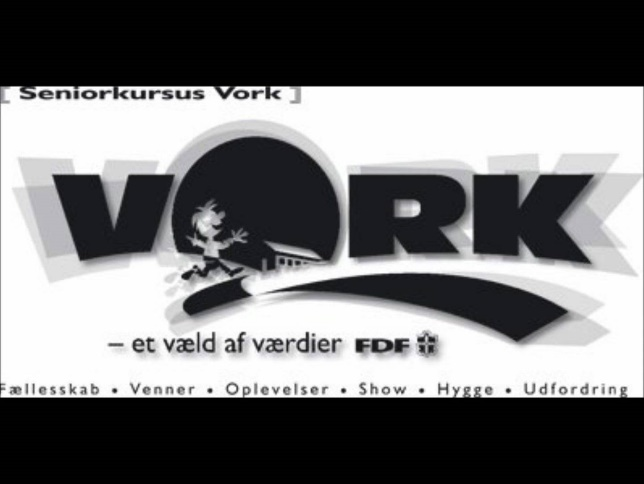 [ Seniorkursus Vork ]
VORK
– et væld af værdier FDF
Fællesskab • Venner • Oplevelser • Show • Hygge • Udfordring